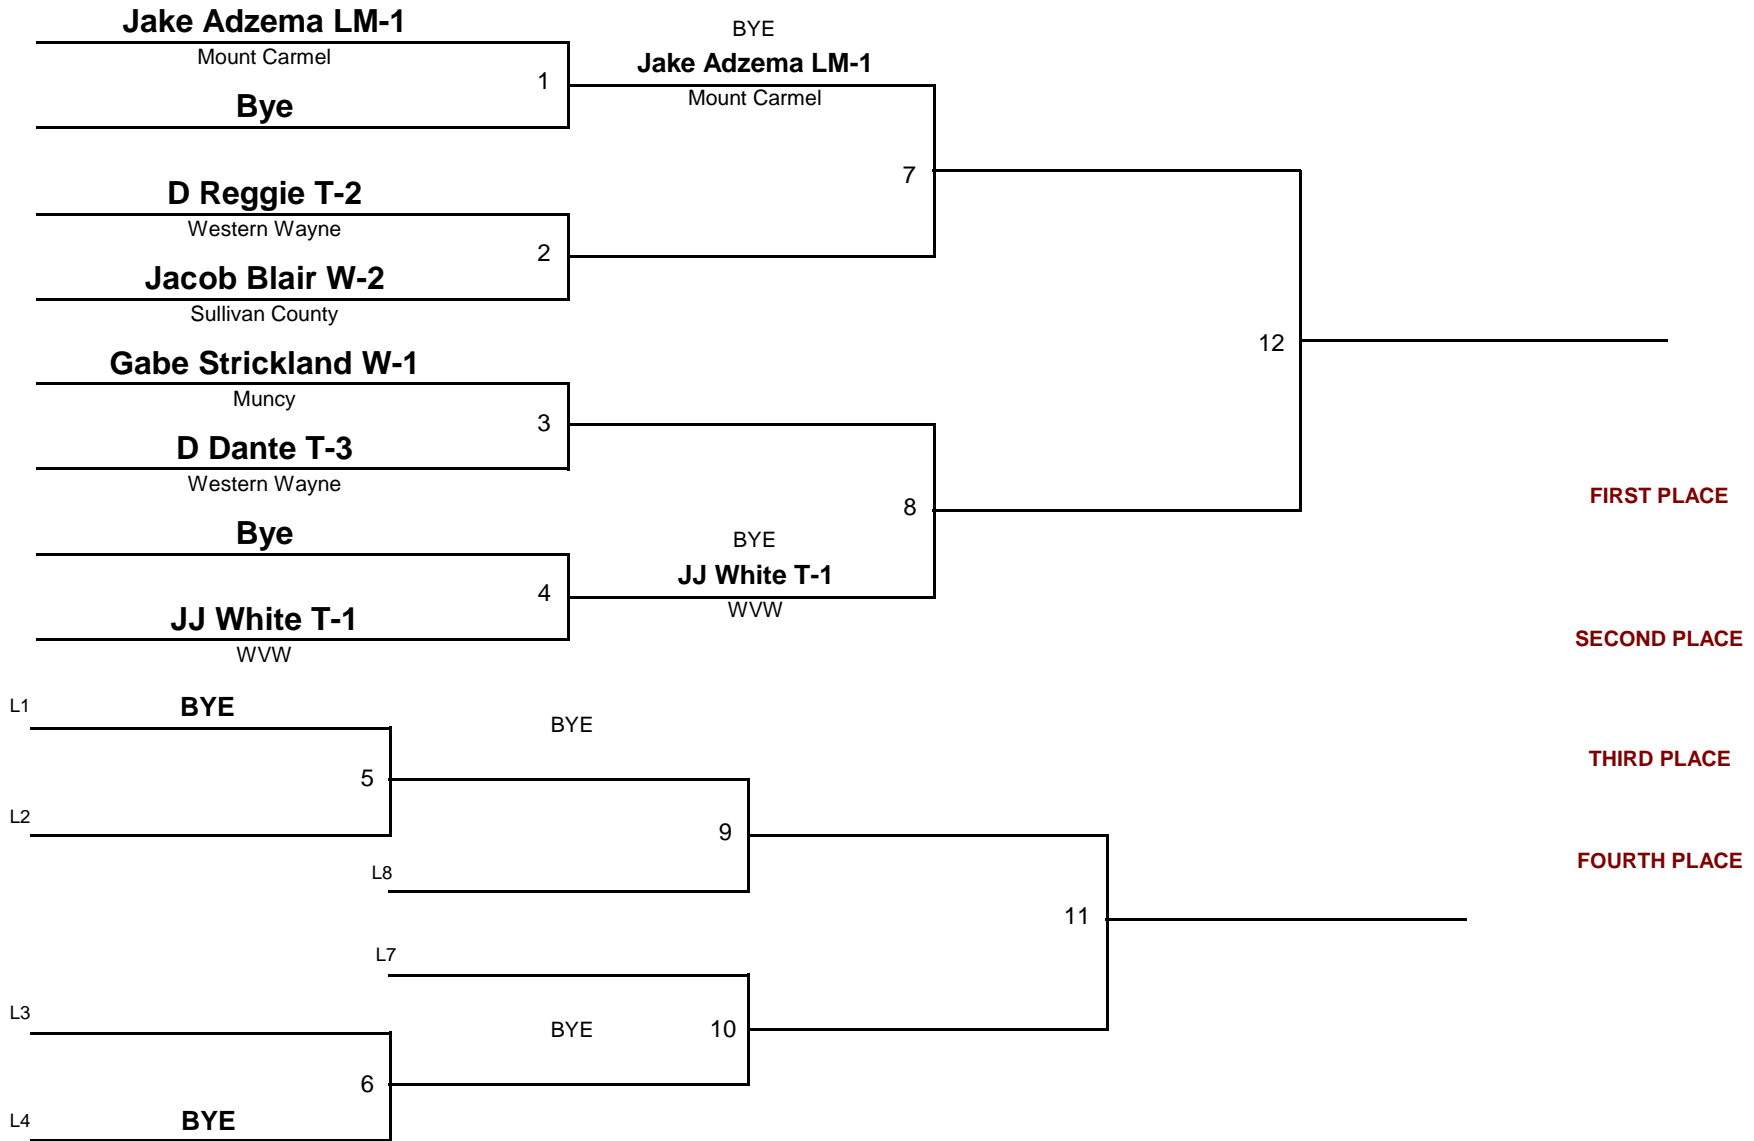 Jake Adzema LM-1
Mount Carmel
1
Bye
BYE
Jake Adzema LM-1
Mount Carmel
7
D Reggie T-2
Western Wayne
2
Jacob Blair W-2
Sullivan County
12
Gabe Strickland W-1
Muncy
3
D Dante T-3
Western Wayne
8
Bye
BYE
JJ White T-1
WVW
4
JJ White T-1
WVW
FIRST PLACE
SECOND PLACE
THIRD PLACE
FOURTH PLACE
L1
BYE
BYE
5
L2
9
L8
11
L7
L3
BYE
10
6
L4
BYE